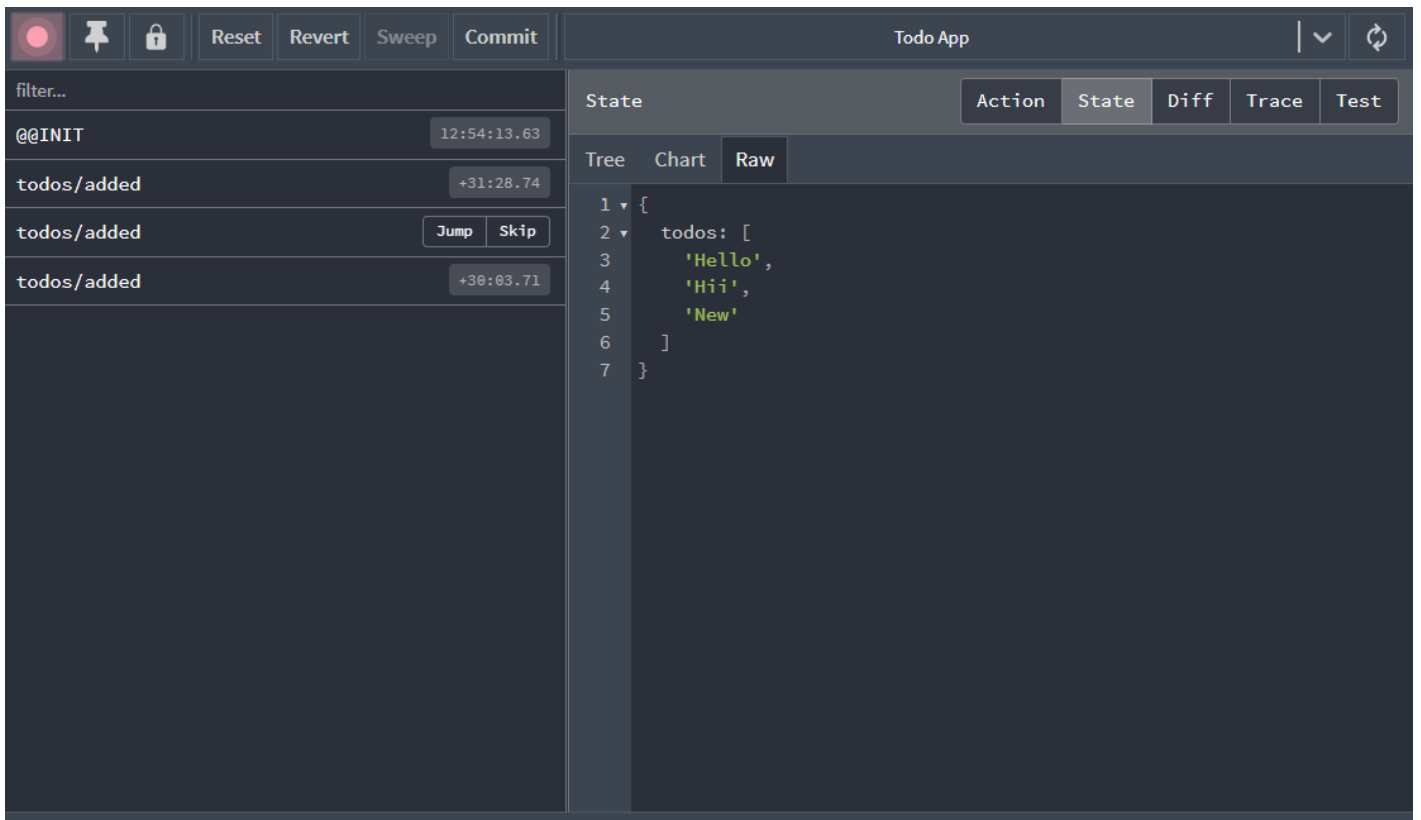 Reset Revert Sweep Commit Todo App
filter...
@@INIT 12:54:13.63
todos/added +31:28.74
todos/added Jump Skip
todos/added +30:03.71
State Action State Diff Trace Test
Tree Chart Raw
1 {
2 todos: [
3 'Hello',
4 'Hii',
5 'New'
6 ]
7 }